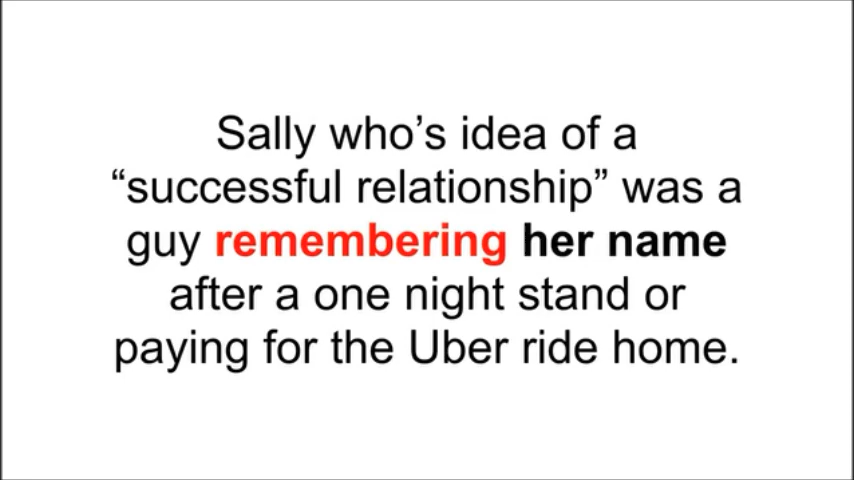 Sally who’s idea of a
“successful relationship” was a
guy remembering her name
after a one night stand or
paying for the Uber ride home.